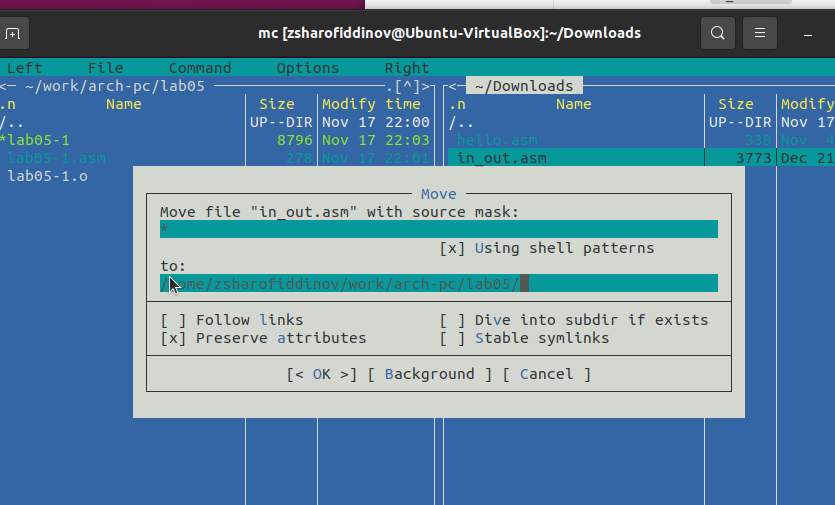 mc [zsharofiddinov@Ubuntu-VirtualBox]:~/Downloads
Left File Command Options Right
<─ ~/work/arch-pc/lab05 ─ .[^]>
.n Name Size Modify time
/.. UP--DIR Nov 17 22:00
*lab05-1 8796 Nov 17 22:03
lab05-1.asm 278 Nov 17 22:01
lab05-1.o
<─ ~/Downloads
.n Name Size Modify
/.. UP--DIR Nov 17
hello.asm 338 Nov 4
in_out.asm 3773 Dec 21
Move
Move file "in_out.asm" with source mask:
*
[x] Using shell patterns
to:
/home/zsharofiddinov/work/arch-pc/lab05/
[ ] Follow links [ ] Dive into subdir if exists
[x] Preserve attributes [ ] Stable symlinks
[< OK >] [ Background ] [ Cancel ]